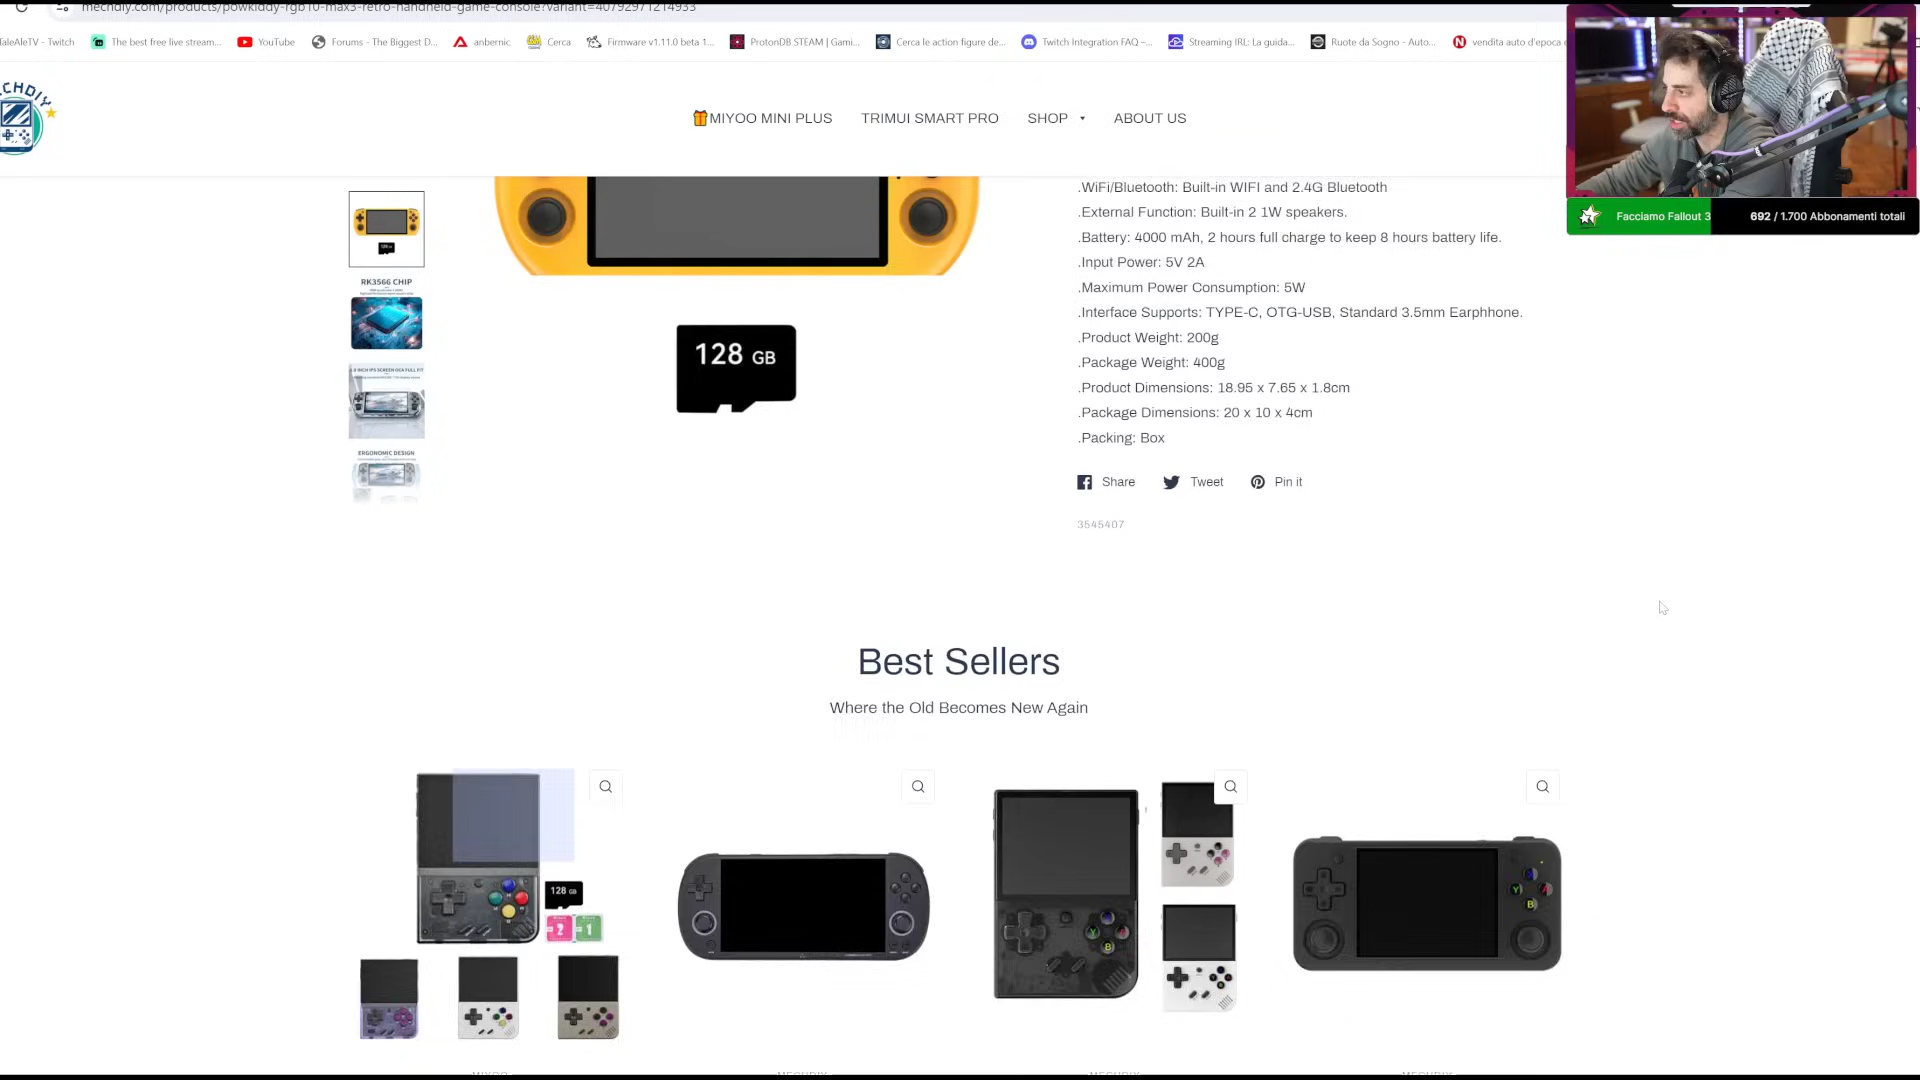 mechdiy.com/products/powkiddy-rgb10-max3-retro-handheld-game-console?variant=40792971214933
TaleAleTV - Twitch
The best free live stream...
YouTube
Forums - The Biggest D...
anbernic
Cerca
Firmware v1.11.0 beta 1...
ProtonDB STEAM | Gami...
Cerca le action figure de...
Twitch Integration FAQ –...
Streaming IRL: La guida...
Ruote da Sogno - Auto...
vendita auto d'epoca e
ECHDIY
MIYOO MINI PLUS
TRIMUI SMART PRO
SHOP
ABOUT US
Facciamo Fallout 3
692 / 1.700 Abbonamenti totali
RK3566 CHIP
ERGONOMIC DESIGN
128 GB
.WiFi/Bluetooth: Built-in WIFI and 2.4G Bluetooth
.External Function: Built-in 2 1W speakers.
.Battery: 4000 mAh, 2 hours full charge to keep 8 hours battery life.
.Input Power: 5V 2A
.Maximum Power Consumption: 5W
.Interface Supports: TYPE-C, OTG-USB, Standard 3.5mm Earphhone.
.Product Weight: 200g
.Package Weight: 400g
.Product Dimensions: 18.95 x 7.65 x 1.8cm
.Package Dimensions: 20 x 10 x 4cm
.Packing: Box
Share
Tweet
Pin it
3545407
Best Sellers
Where the Old Becomes New Again
128 GB
2
1
Y
B
Y
B